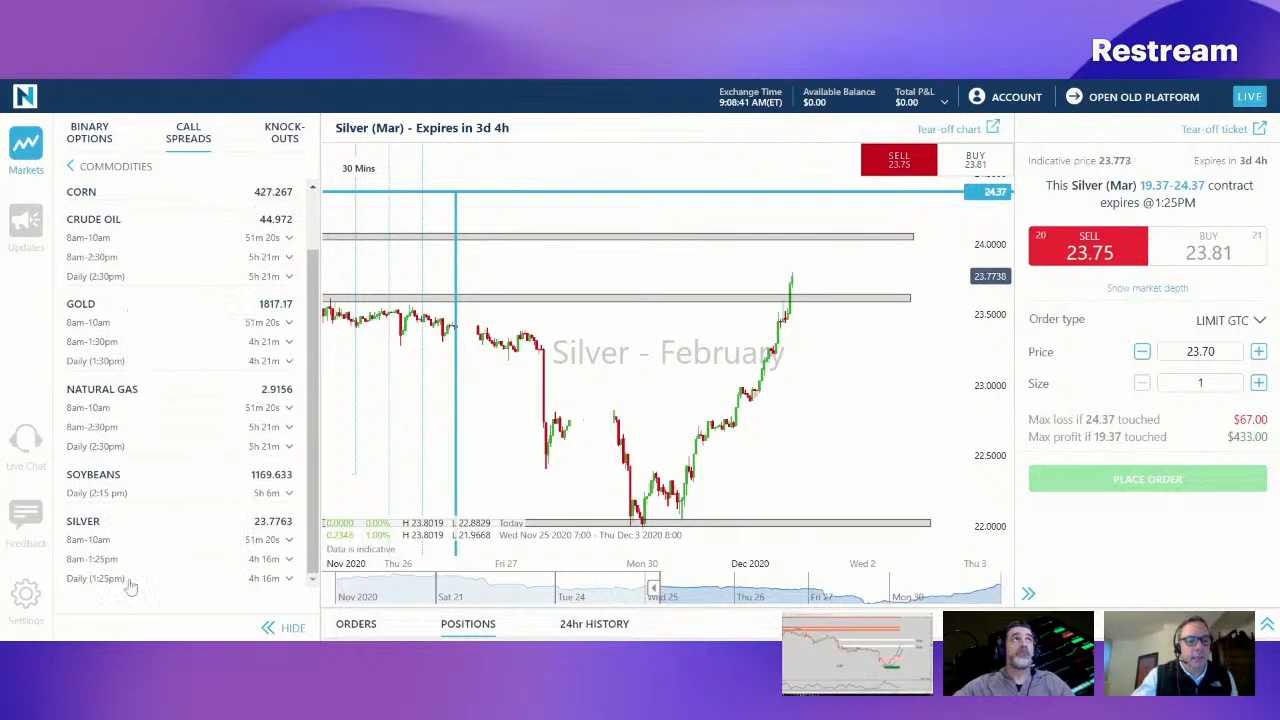 Restream
N
Exchange Time
9:08:41 AM(ET)
Available Balance
$0.00
Total P&L
$0.00
ACCOUNT
OPEN OLD PLATFORM
LIVE
Markets
Updates
Live Chat
Feedback
Settings
BINARY OPTIONS
CALL SPREADS
KNOCK-OUTS
COMMODITIES
CORN 427.267
CRUDE OIL 44.972
8am-10am 51m 20s
8am-2:30pm 5h 21m
Daily (2:30pm) 5h 21m
GOLD 1817.17
8am-10am 51m 20s
8am-1:30pm 4h 21m
Daily (1:30pm) 4h 21m
NATURAL GAS 2.9156
8am-10am 51m 20s
8am-2:30pm 5h 21m
Daily (2:30pm) 5h 21m
SOYBEANS 1169.633
Daily (2:15 pm) 5h 6m
SILVER 23.7763
8am-10am 51m 20s
8am-1:25pm 4h 16m
Daily (1:25pm) 4h 16m
HIDE
Silver (Mar) - Expires in 3d 4h
Tear-off chart
30 Mins
SELL
23.75
BUY
23.81
24.37
24.0000
23.7738
23.5000
23.0000
22.5000
22.0000
Silver - February
0.0000 0.00% H 23.8019 L 22.8829 Today
0.2348 1.00% H 23.8019 L 21.9668 Wed Nov 25 2020 7:00 - Thu Dec 3 2020 8:00
Data is indicative
Nov 2020 Thu 26 Fri 27 Mon 30 Dec 2020 Wed 2 Thu 3
Nov 2020 Sat 21 Tue 24 Wed 25 Thu 26 Fri 27 Mon 30
ORDERS POSITIONS 24hr HISTORY
Tear-off ticket
Indicative price 23.773 Expires in 3d 4h
This Silver (Mar) 19.37-24.37 contract
expires @1:25PM
20 SELL
23.75
BUY 21
23.81
Show market depth
Order type LIMIT GTC
Price 23.70
Size 1
Max loss if 24.37 touched $67.00
Max profit if 19.37 touched $433.00
PLACE ORDER